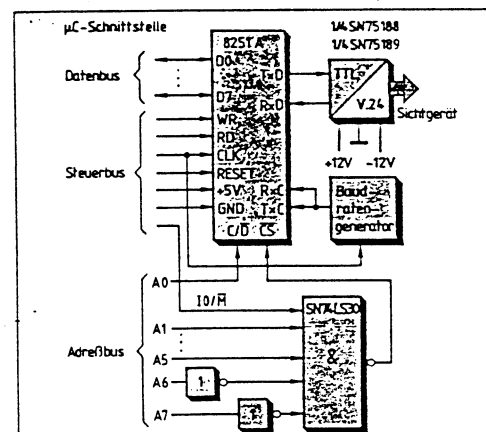 µC-Schnittstelle
1/4 SN75188
1/4 SN75189
8251A
Datenbus
D0
D7
TxD
RxD
TTL
V.24
Sichtgerät
+12V
-12V
Steuerbus
WR
RD
CLK
RESET
+5V
GND
RxC
TxC
C/D̅
C̅S̅
Baud
raten-
generator
Adreßbus
A0
IO/M̅
A1
A5
A6
A7
1
SN74LS30
&